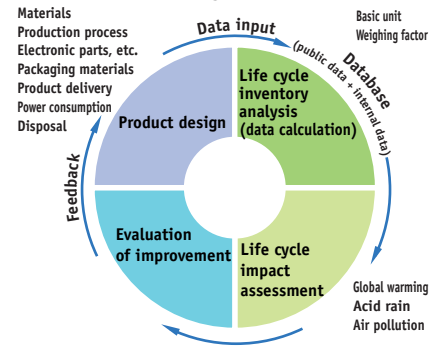 Materials
Production process
Electronic parts, etc.
Packaging materials
Product delivery
Power consumption
Disposal
Data input
Basic unit
Weighing factor
Database
(public data + internal data)
Product design
Life cycle
inventory
analysis
(data calculation)
Feedback
Evaluation
of improvement
Life cycle
impact
assessment
Global warming
Acid rain
Air pollution